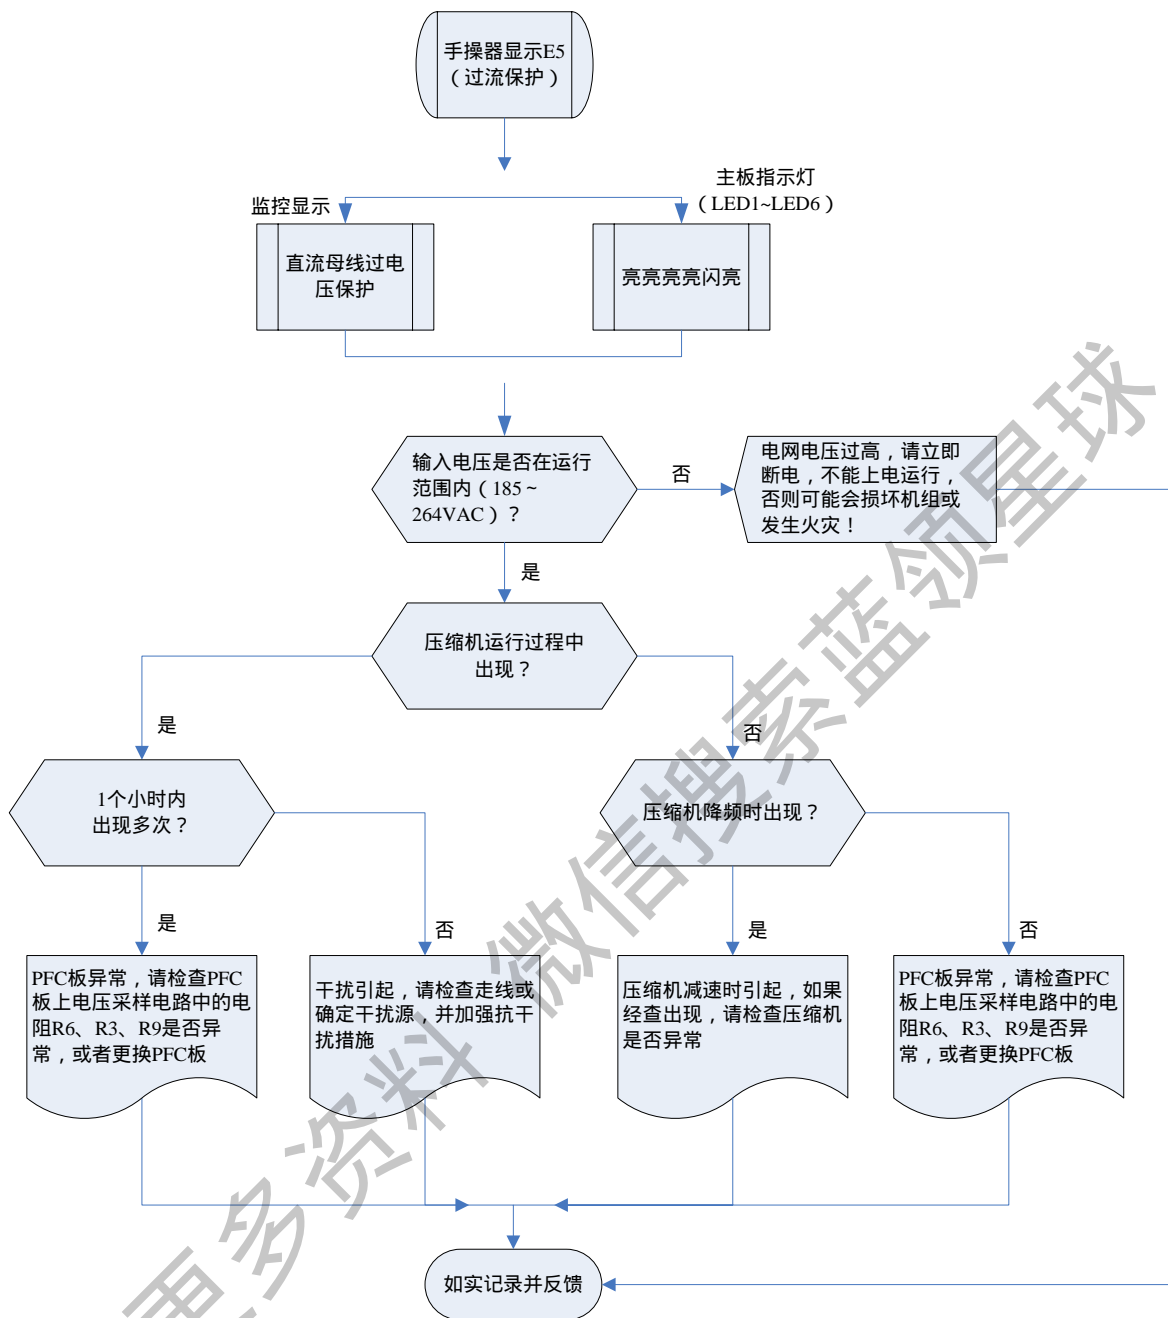 手操器显示E5
（过流保护）
监控显示
主板指示灯
（LED1~LED6）
直流母线过电
压保护
亮亮亮亮闪亮
输入电压是否在运行
范围内（185～
264VAC）？
否
电网电压过高，请立即
断电，不能上电运行，
否则可能会损坏机组或
发生火灾！
是
压缩机运行过程中
出现？
是
否
1个小时内
出现多次？
压缩机降频时出现？
是
否
是
否
PFC板异常，请检查PFC
板上电压采样电路中的电
阻R6、R3、R9是否异
常，或者更换PFC板
干扰引起，请检查走线或
确定干扰源，并加强抗干
扰措施
压缩机减速时引起，如果
经查出现，请检查压缩机
是否异常
PFC板异常，请检查PFC
板上电压采样电路中的电
阻R6、R3、R9是否异
常，或者更换PFC板
如实记录并反馈
更多资料 微信搜索蓝领星球